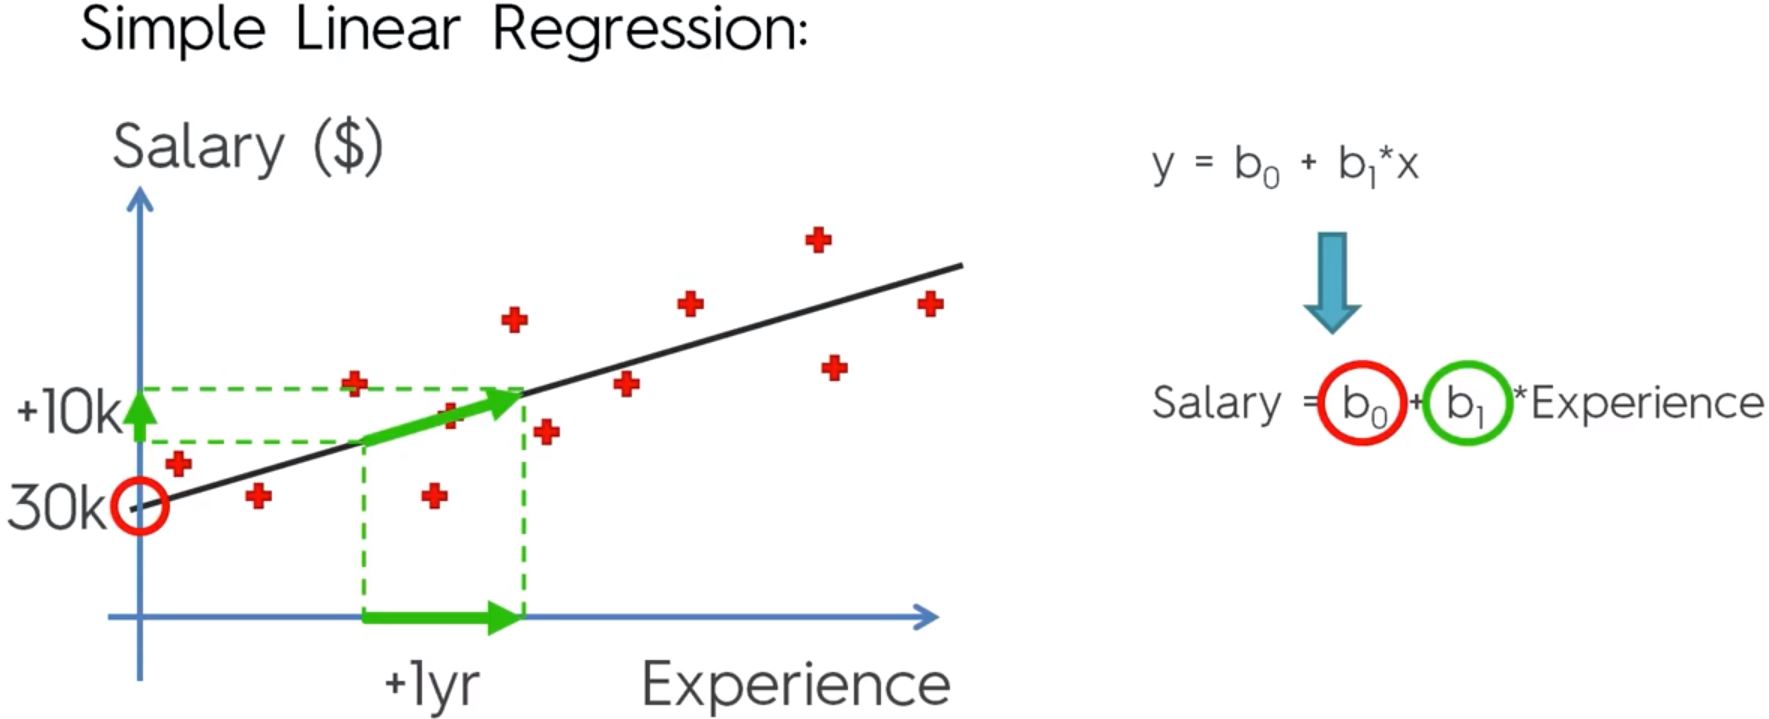 Simple Linear Regression:
Salary ($)
y = b₀ + b₁*x
+10k
Salary = b₀ + b₁ *Experience
30k
+1yr
Experience